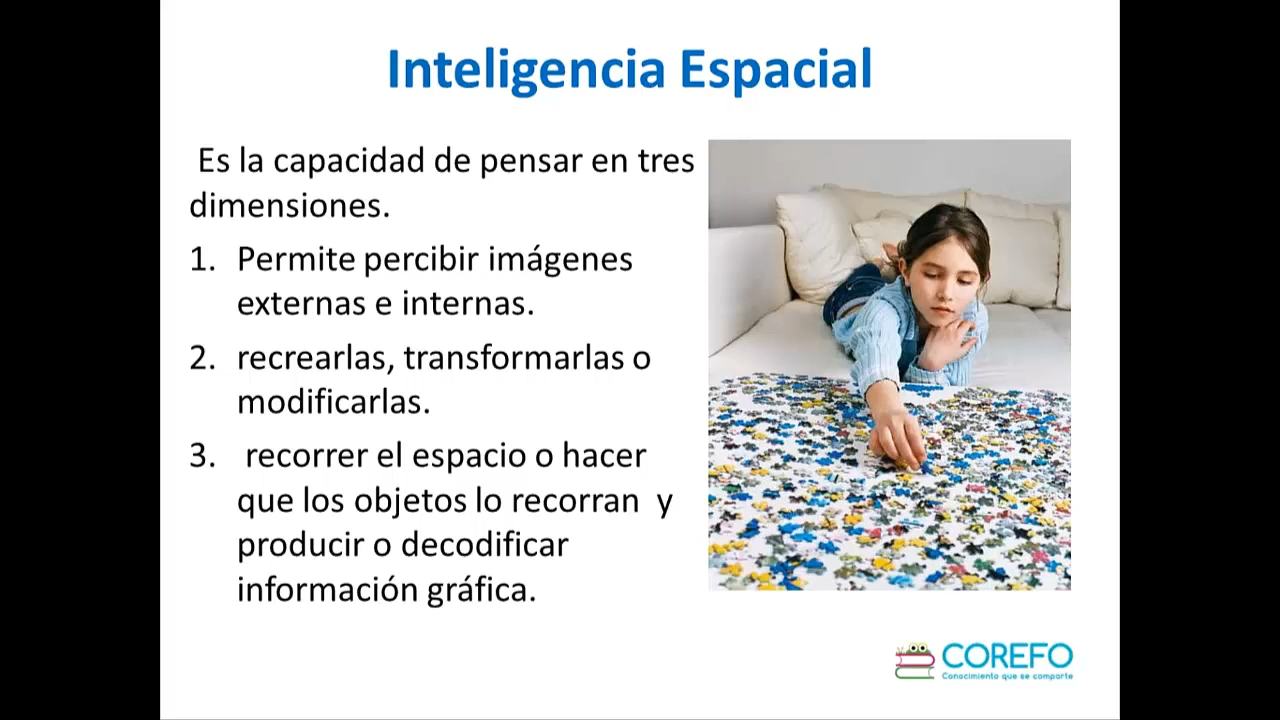 Inteligencia Espacial
Es la capacidad de pensar en tres
dimensiones.
1. Permite percibir imágenes
externas e internas.
2. recrearlas, transformarlas o
modificarlas.
3. recorrer el espacio o hacer
que los objetos lo recorran y
producir o decodificar
información gráfica.
COREFO
Conocimiento que se comparte